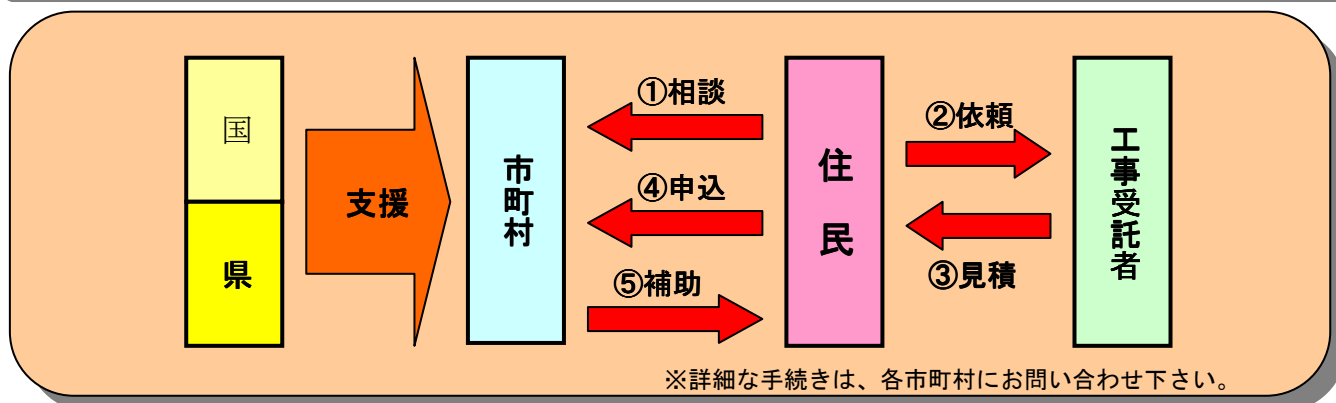 国
県
支援
市町村
①相談
④申込
⑤補助
住民
②依頼
③見積
工事受託者
※詳細な手続きは、各市町村にお問い合わせ下さい。